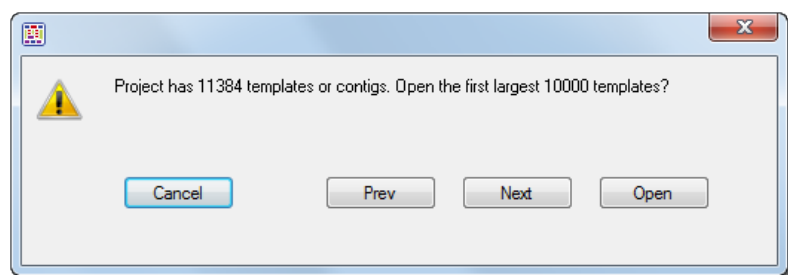 Project has 11384 templates or contigs. Open the first largest 10000 templates?
Cancel Prev Next Open